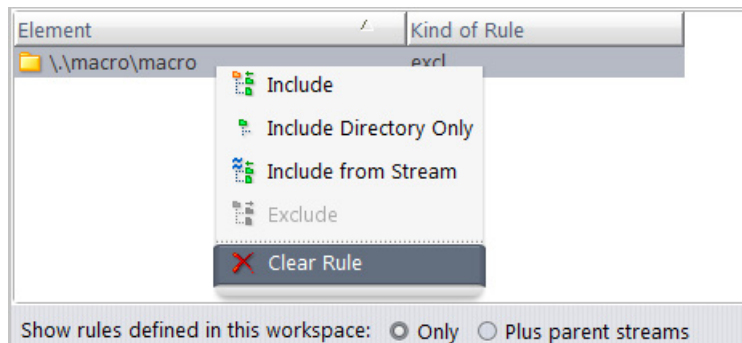 Element Kind of Rule
\.\macro\macro excl
Include
Include Directory Only
Include from Stream
Exclude
Clear Rule
Show rules defined in this workspace: Only Plus parent streams